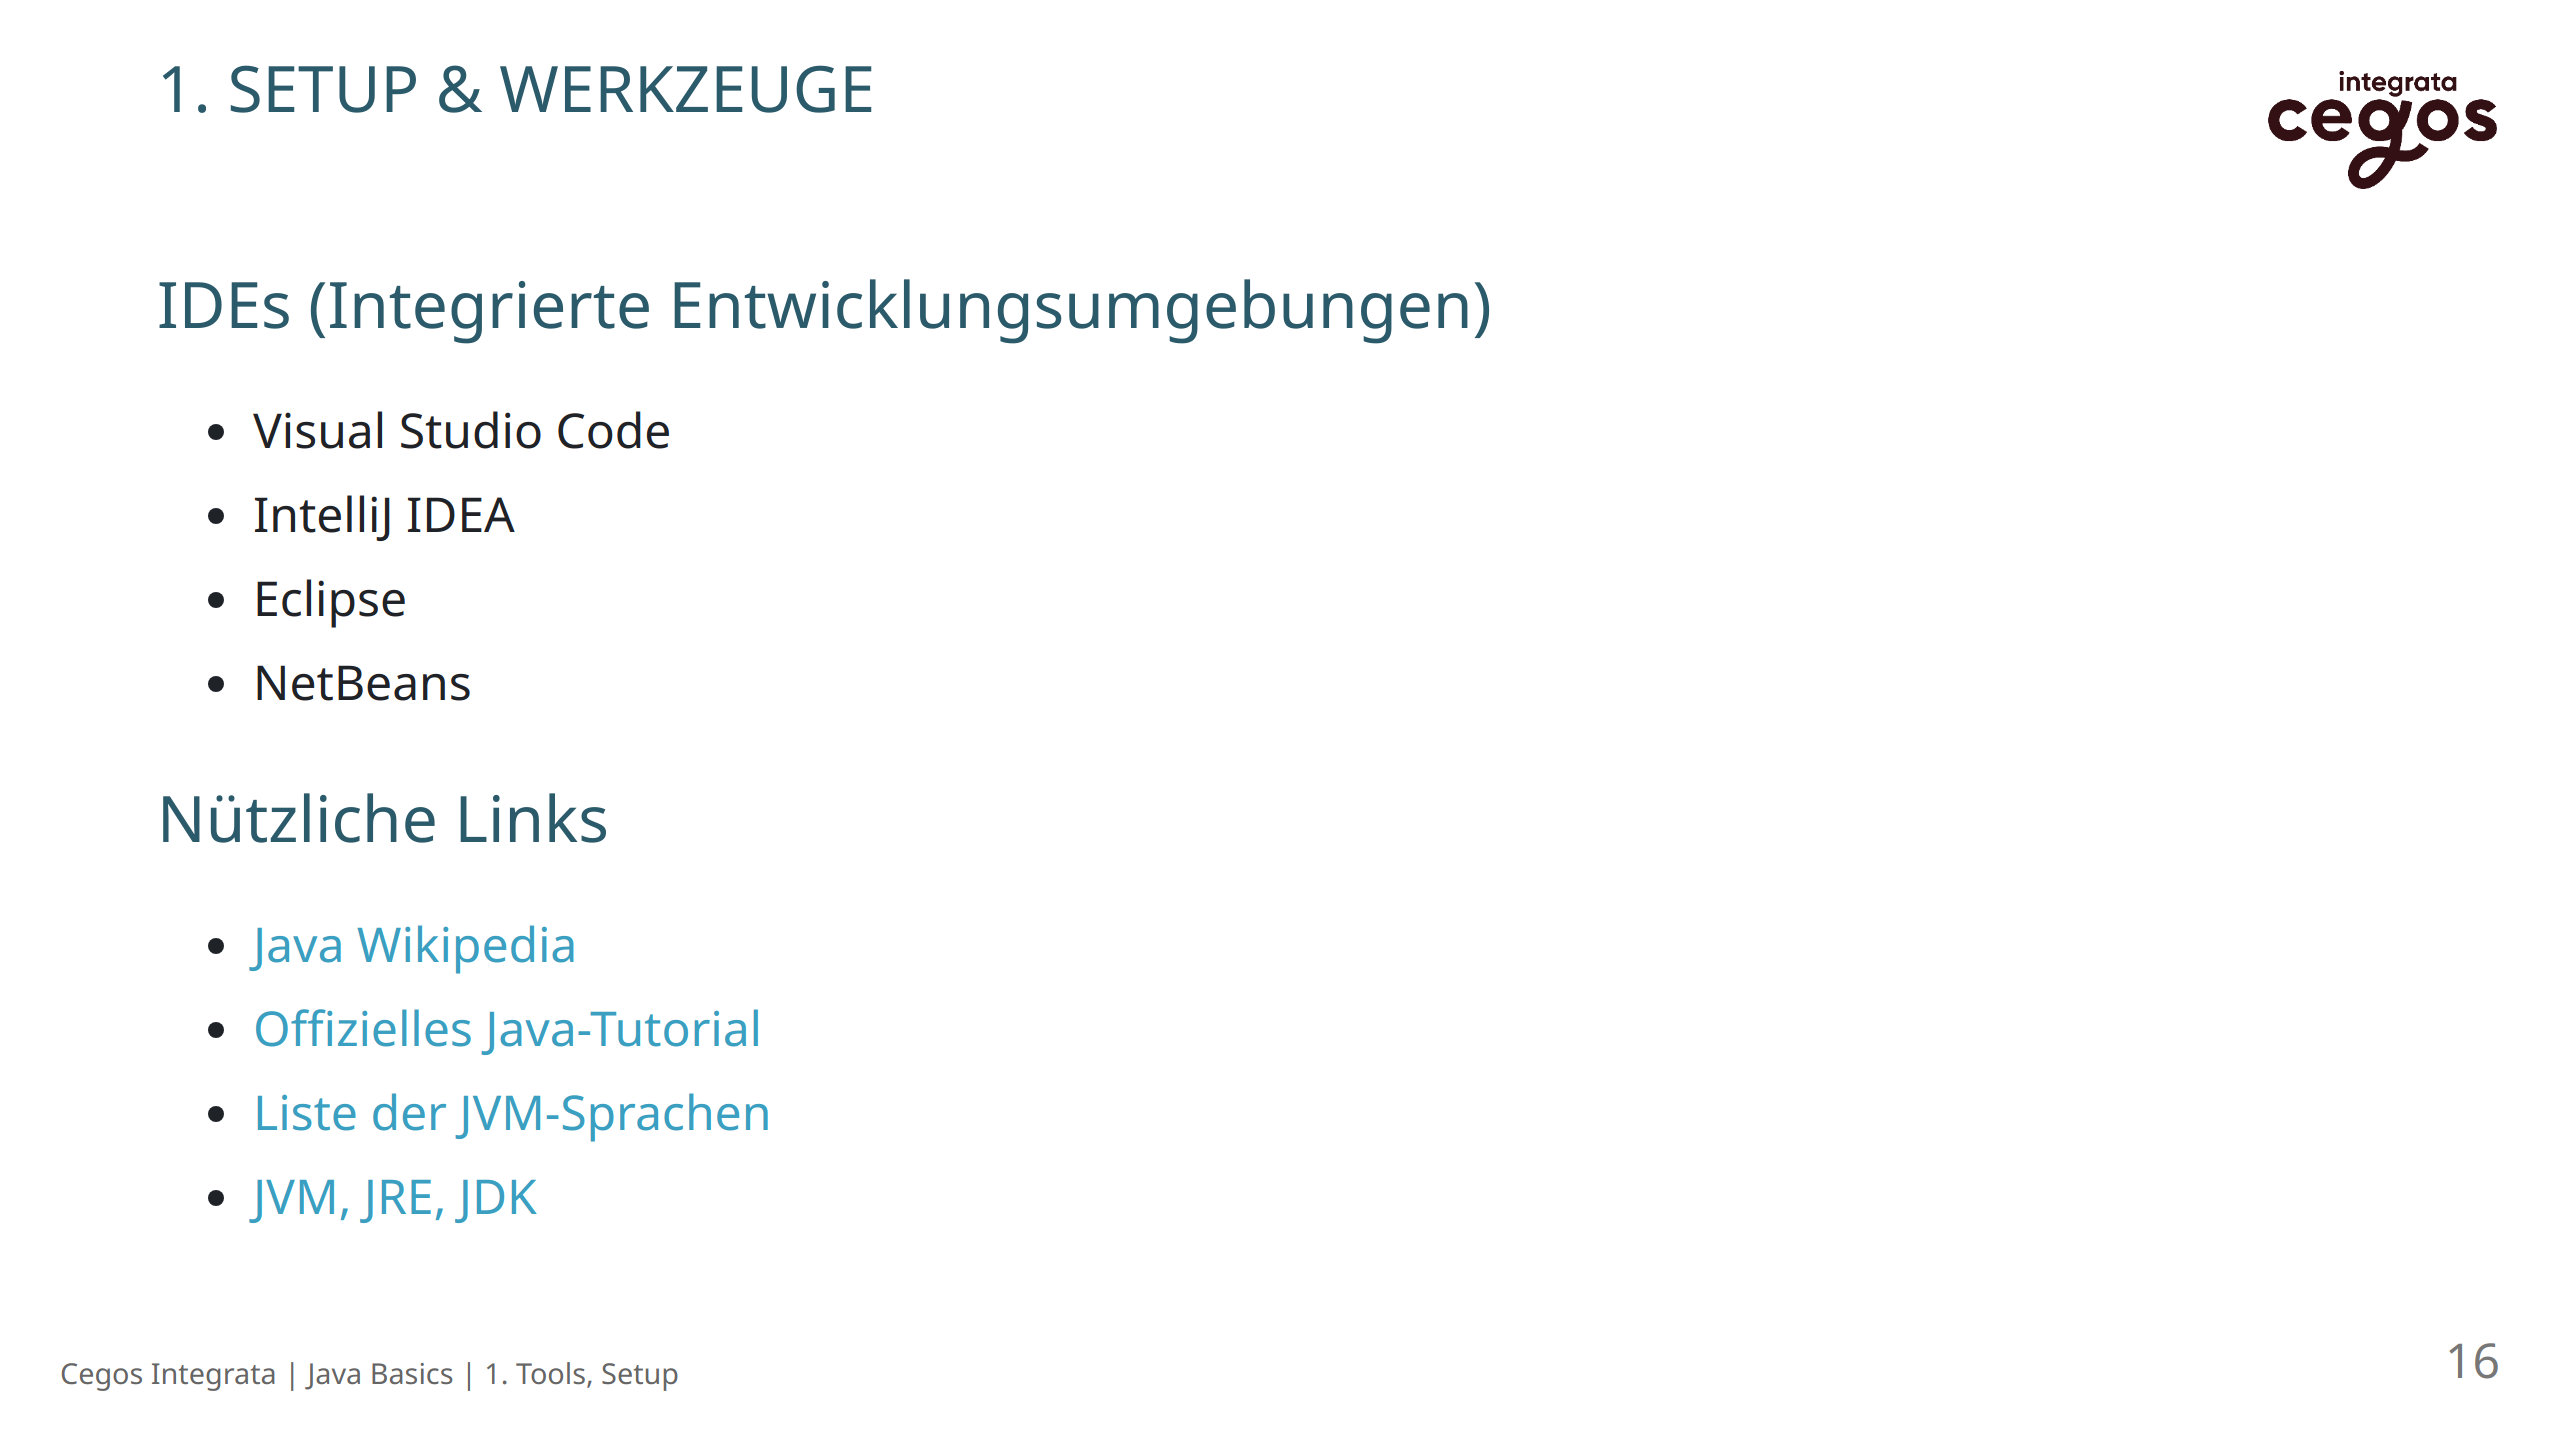 1. SETUP & WERKZEUGE
integrata
cegos
IDEs (Integrierte Entwicklungsumgebungen)
• Visual Studio Code
• IntelliJ IDEA
• Eclipse
• NetBeans
Nützliche Links
• Java Wikipedia
• Offizielles Java-Tutorial
• Liste der JVM-Sprachen
• JVM, JRE, JDK
Cegos Integrata | Java Basics | 1. Tools, Setup
16